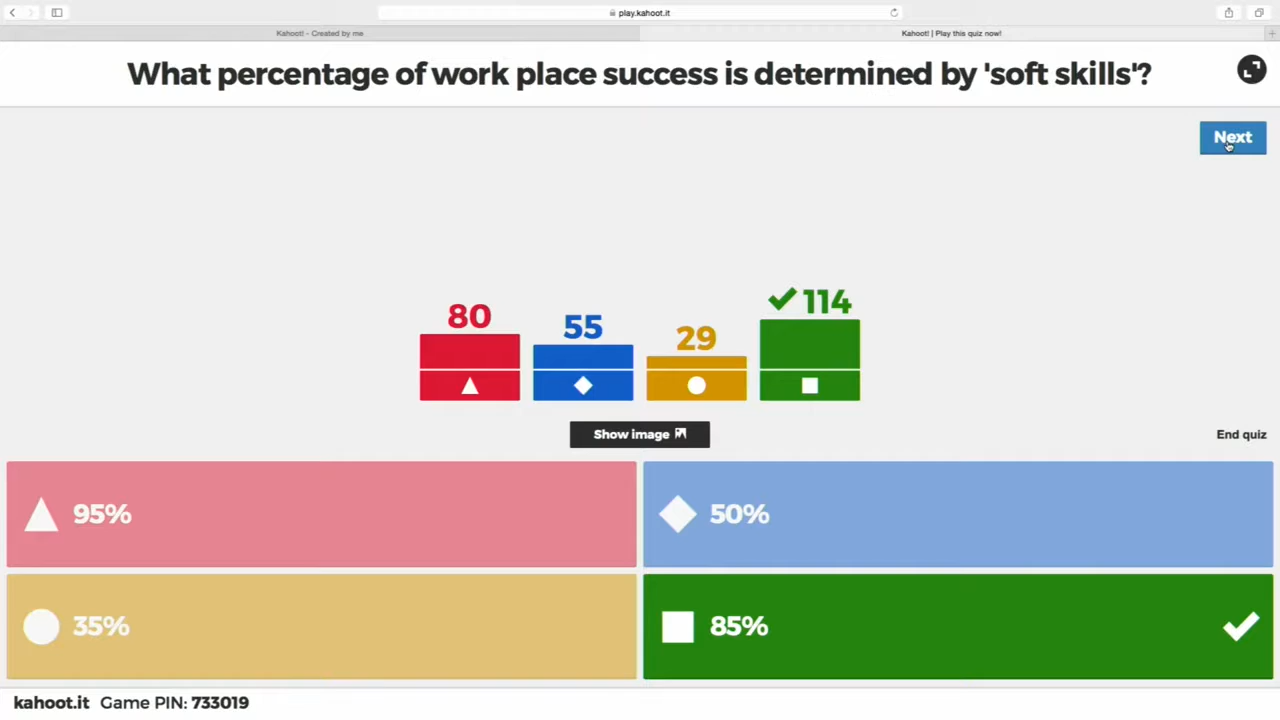 play.kahoot.it
Kahoot! - Created by me
Kahoot! | Play this quiz now!
What percentage of work place success is determined by 'soft skills'?
Next
80
55
29
114
Show image
End quiz
95%
50%
35%
85%
kahoot.it Game PIN: 733019